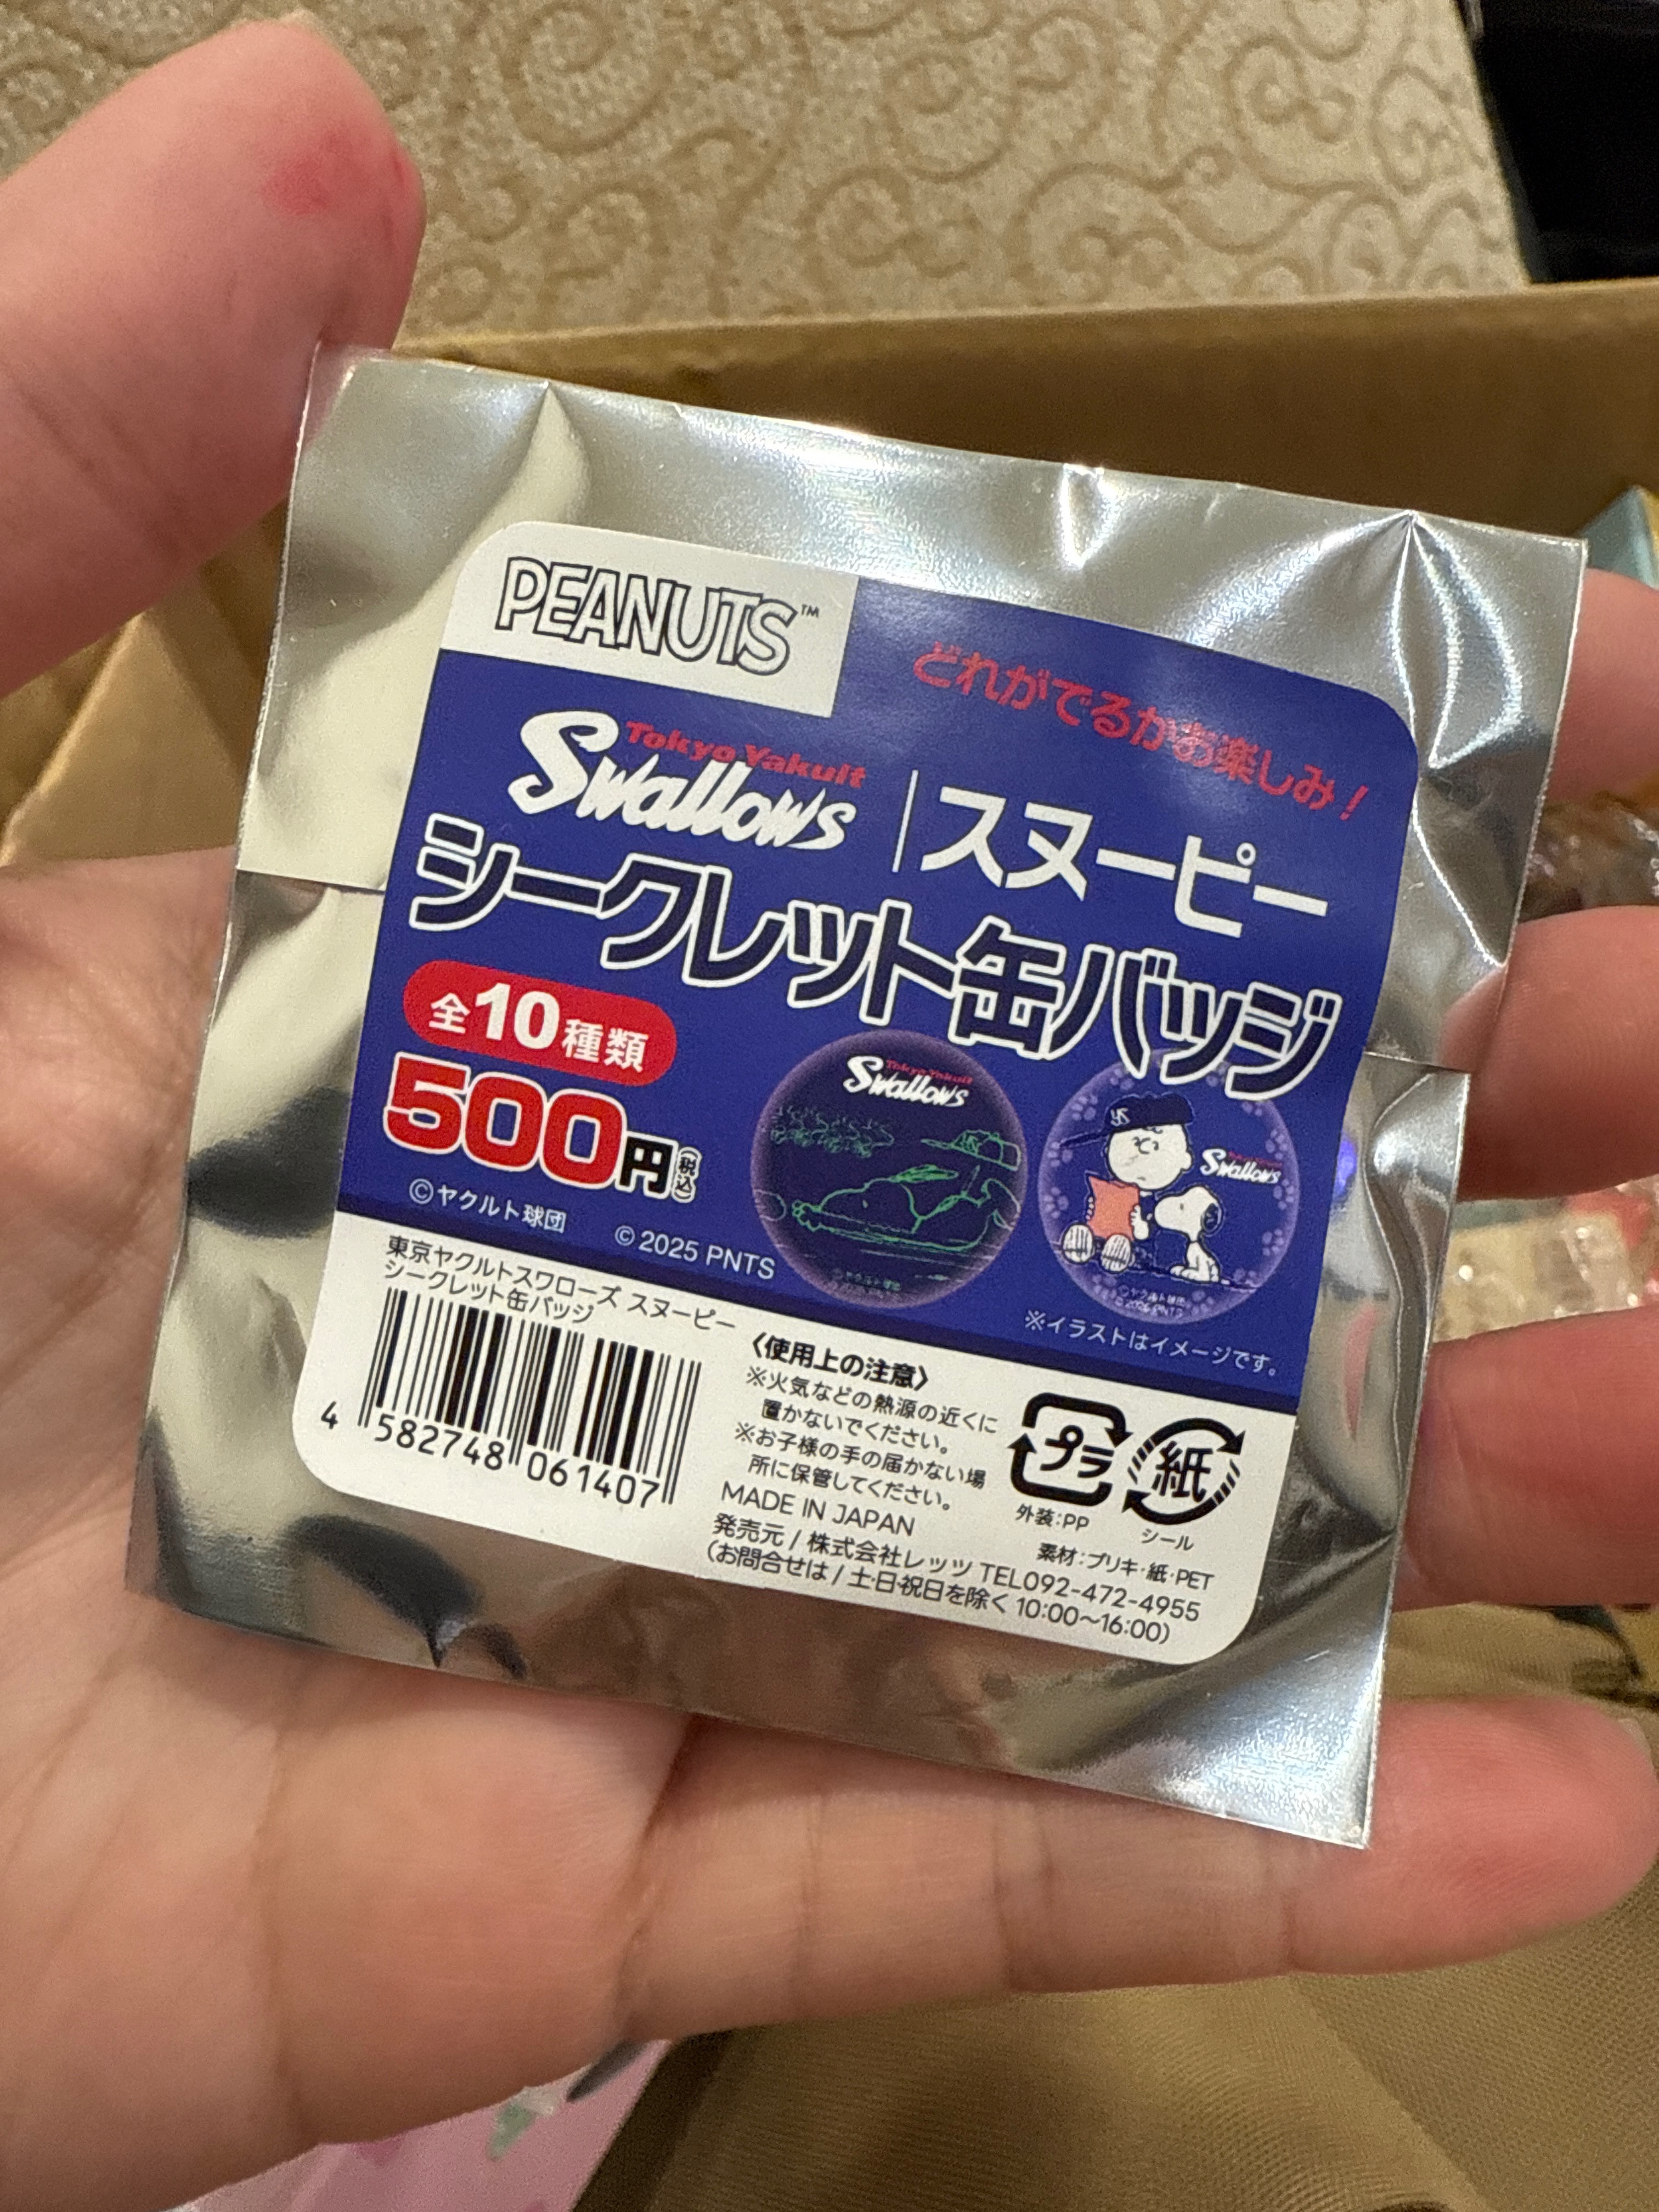 PEANUTS™
どれがでるかお楽しみ！
Tokyo Yakult
Swallows
スヌーピー
シークレット缶バッジ
全10種類
500円(税込)
©ヤクルト球団
© 2025 PNTS
Tokyo Yakult
Swallows
Swallows
※イラストはイメージです。
東京ヤクルトスワローズ スヌーピー
シークレット缶バッジ
4 582748 061407
〈使用上の注意〉
※火気などの熱源の近くに
置かないでください。
※お子様の手の届かない場
所に保管してください。
MADE IN JAPAN
プラ
外装:PP
紙
シール
素材:ブリキ・紙・PET
発売元 / 株式会社レッツ TEL092-472-4955
(お問合せは / 土・日・祝日を除く 10:00～16:00)